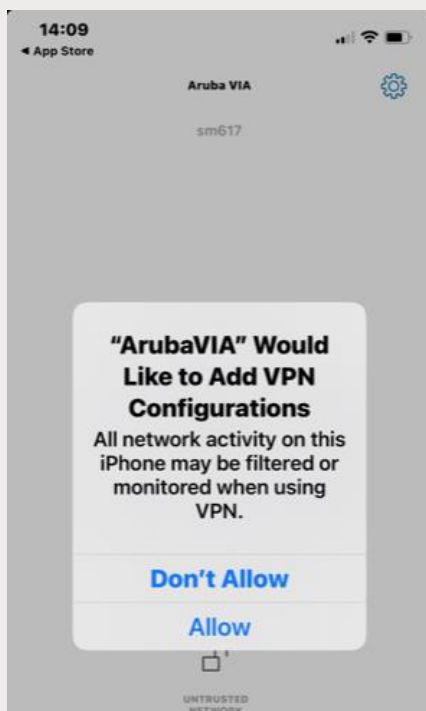 14:09
◀ App Store
Aruba VIA
sm617
“ArubaVIA” Would
Like to Add VPN
Configurations
All network activity on this
iPhone may be filtered or
monitored when using
VPN.
Don’t Allow
Allow
UNTRUSTED
NETWORK